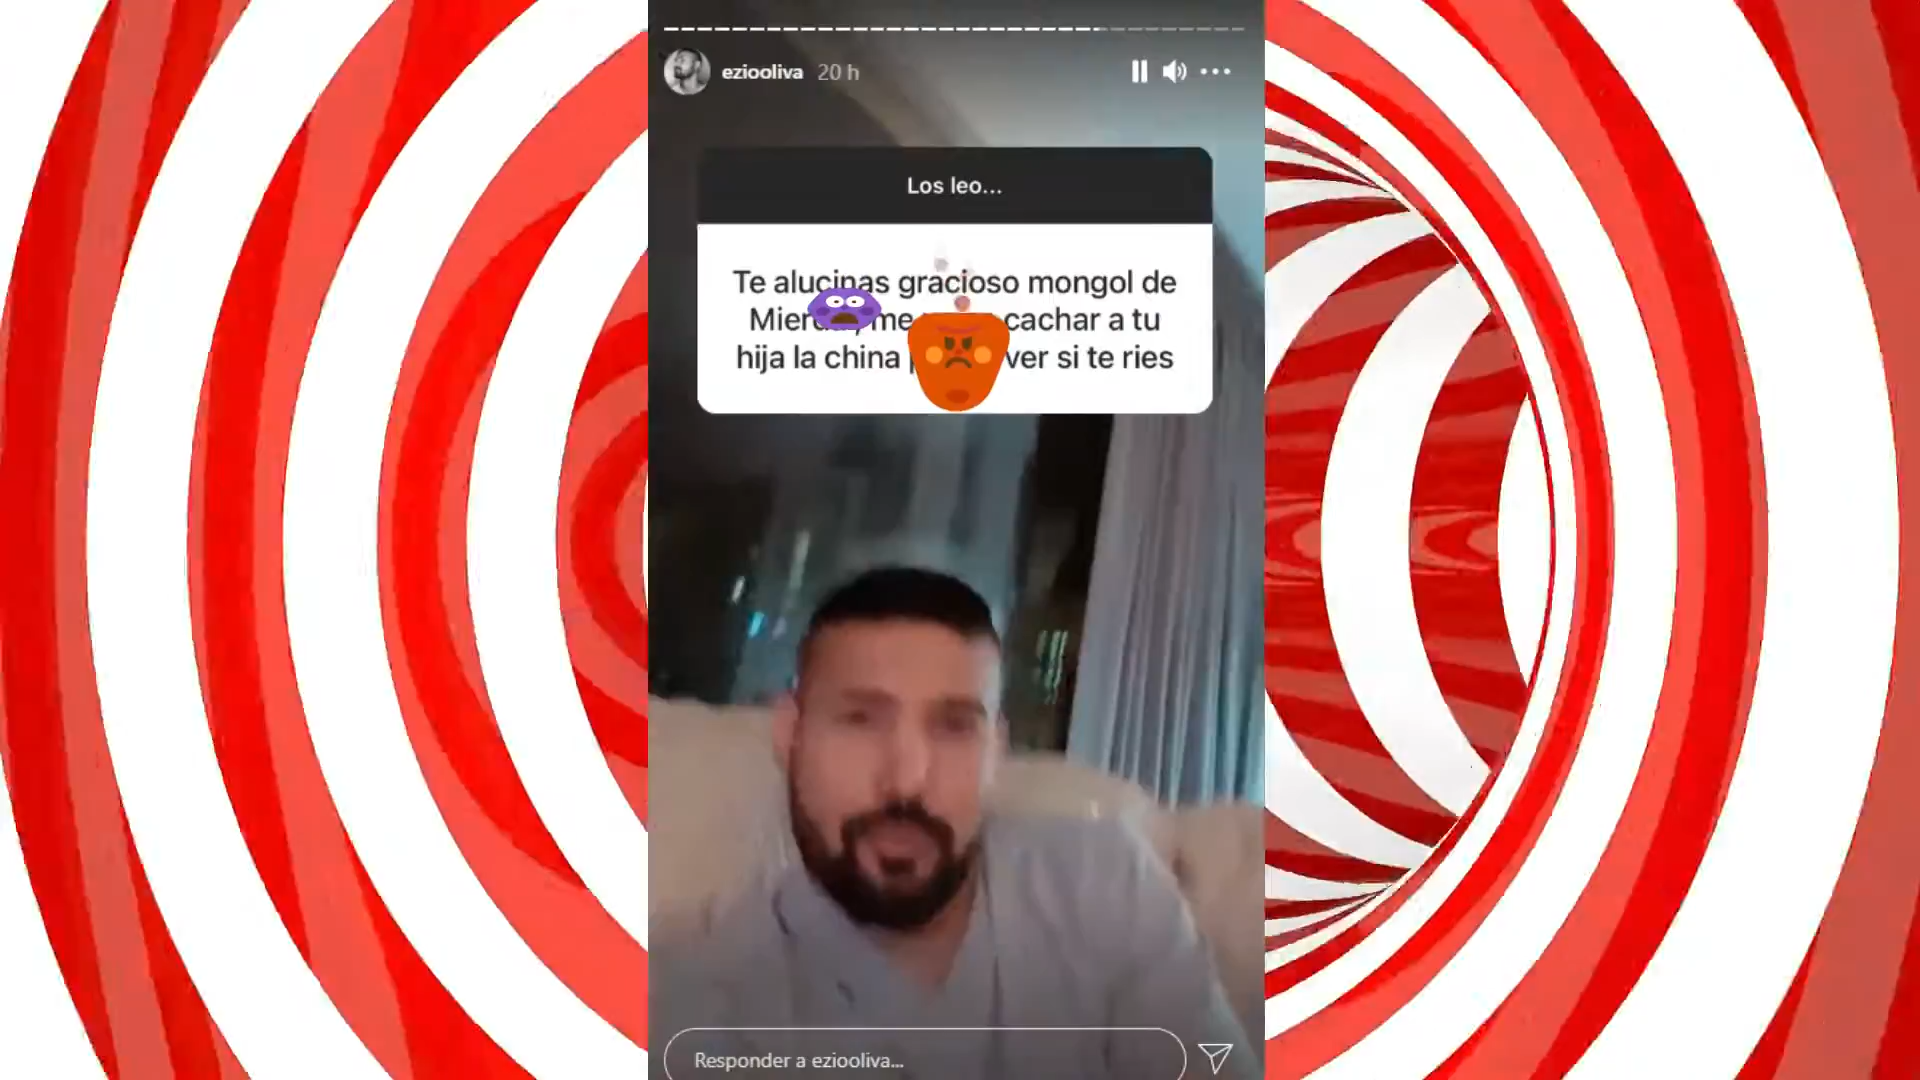 eziooliva 20 h
Los leo...
Te alucinas gracioso mongol de
me cachar a tu
hija la china ver si te ries
Responder a eziooliva...